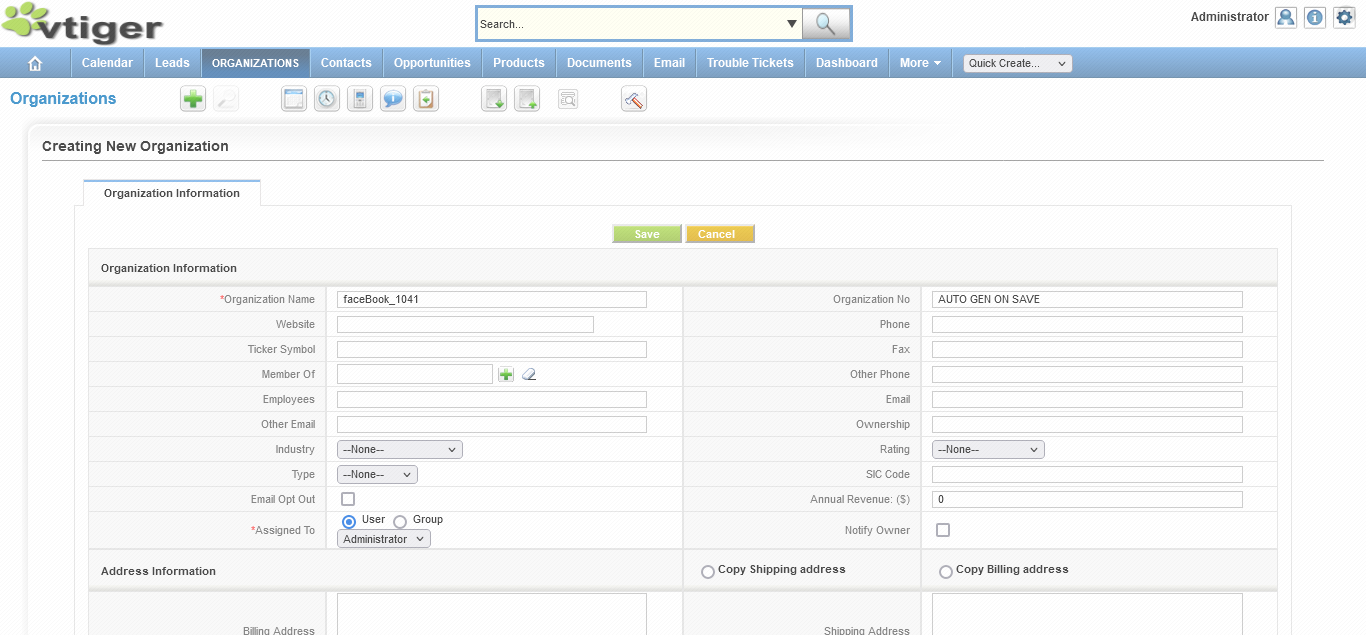 vtiger
Search...
Administrator
Calendar Leads ORGANIZATIONS Contacts Opportunities Products Documents Email Trouble Tickets Dashboard More Quick Create...
Organizations
Creating New Organization
Organization Information
Save Cancel
Organization Information
*Organization Name faceBook_1041 Organization No AUTO GEN ON SAVE
Website Phone
Ticker Symbol Fax
Member Of Other Phone
Employees Email
Other Email Ownership
Industry --None-- Rating --None--
Type --None-- SIC Code
Email Opt Out Annual Revenue: ($) 0
*Assigned To User Group Notify Owner
Administrator
Address Information Copy Shipping address Copy Billing address
Billing Address Shipping Address